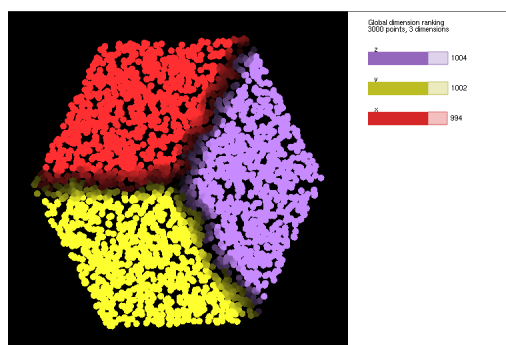 Global dimension ranking
3000 points, 3 dimensions
z
1004
y
1002
x
994